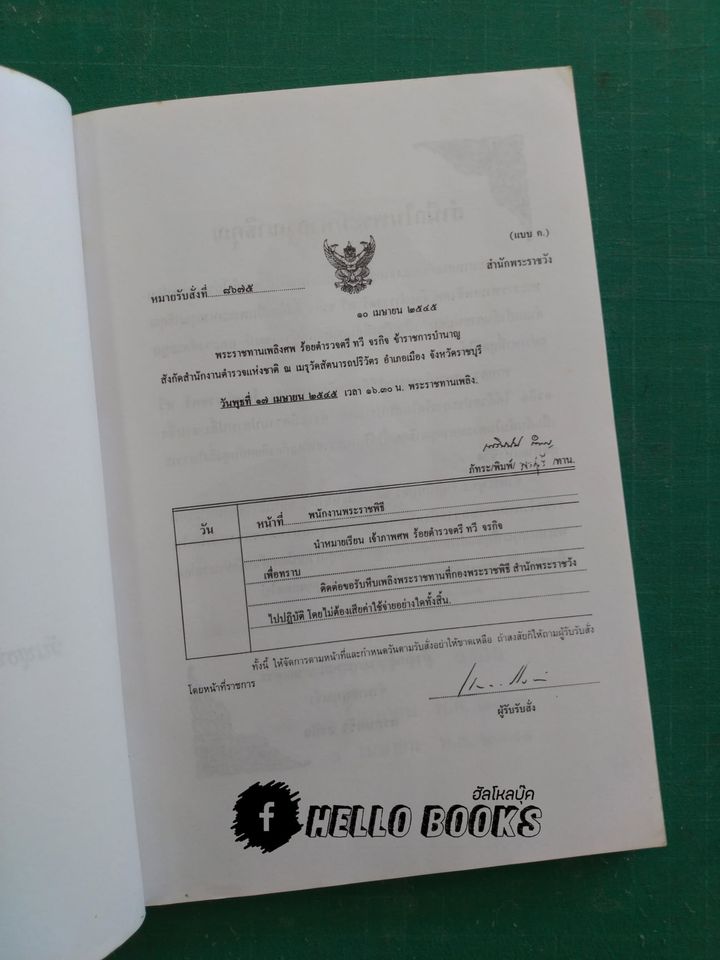 (แบบ ค.)
หมายรับสั่งที่ ๘๖๗๕
สำนักพระราชวัง
๑๐ เมษายน ๒๕๔๕
พระราชทานเพลิงศพ ร้อยตำรวจตรี ทวี จรกิจ ข้าราชการบำนาญ
สังกัดสำนักงานตำรวจแห่งชาติ ณ เมรุวัดสัตนารถปริวัตร อำเภอเมือง จังหวัดราชบุรี
วันพุธที่ ๑๗ เมษายน ๒๕๔๕ เวลา ๑๖.๓๐ น. พระราชทานเพลิง.
ภัทระ/พิมพ์/ /ทาน.
วัน หน้าที่ พนักงานพระราชพิธี
นำหมายเรียน เจ้าภาพศพ ร้อยตำรวจตรี ทวี จรกิจ
เพื่อทราบ
ติดต่อขอรับหีบเพลิงพระราชทานที่กองพระราชพิธี สำนักพระราชวัง
ไปปฏิบัติ โดยไม่ต้องเสียค่าใช้จ่ายอย่างใดทั้งสิ้น.
ทั้งนี้ ให้จัดการตามหน้าที่และกำหนดวันตามรับสั่งอย่าให้ขาดเหลือ ถ้าสงสัยก็ให้ถามผู้รับรับสั่ง
โดยหน้าที่ราชการ
ผู้รับรับสั่ง
ฮัลโหลบุ๊ค
f HELLO BOOKS